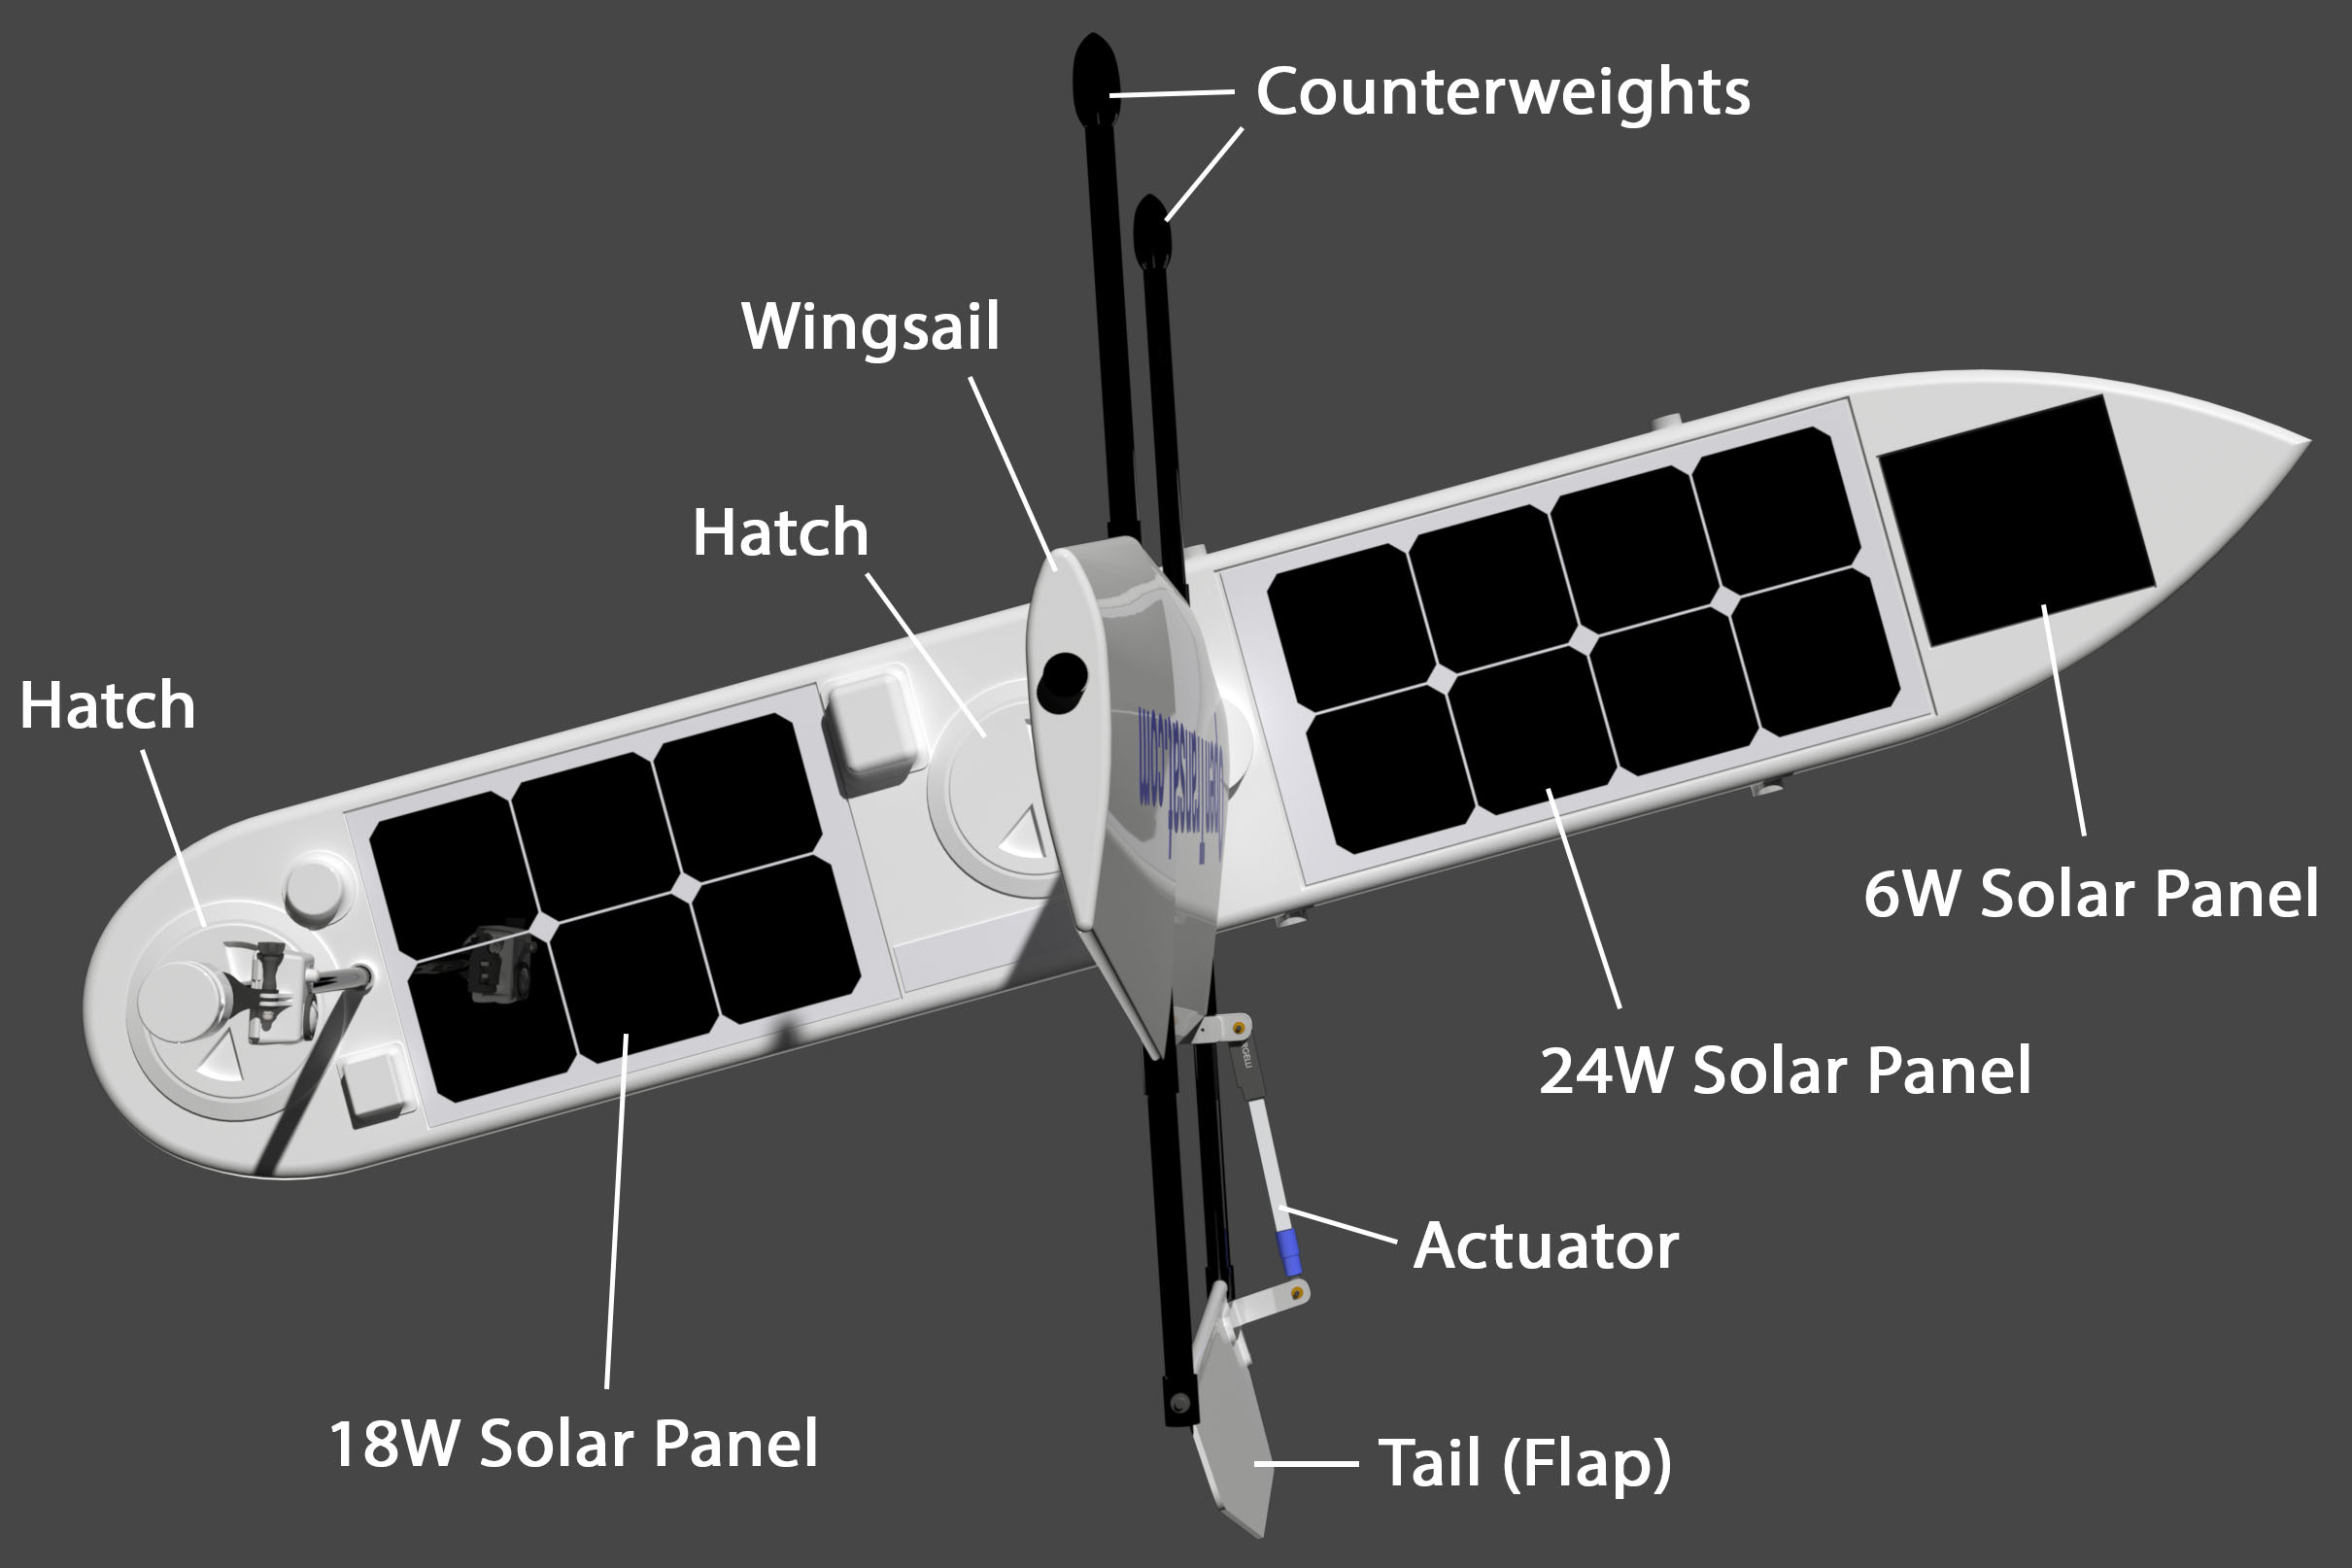 Counterweights
Wingsail
Hatch
Hatch
6W Solar Panel
24W Solar Panel
Actuator
18W Solar Panel
Tail (Flap)